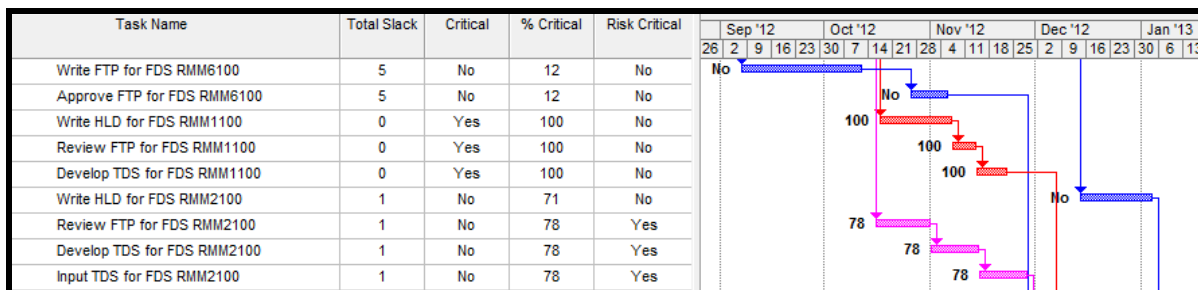 Task Name Total Slack Critical % Critical Risk Critical
Sep '12 Oct '12 Nov '12 Dec '12 Jan '13
26 2 9 16 23 30 7 14 21 28 4 11 18 25 2 9 16 23 30 6 13
Write FTP for FDS RMM6100 5 No 12 No No
Approve FTP for FDS RMM6100 5 No 12 No No
Write HLD for FDS RMM1100 0 Yes 100 No 100
Review FTP for FDS RMM1100 0 Yes 100 No 100
Develop TDS for FDS RMM1100 0 Yes 100 No 100
Write HLD for FDS RMM2100 1 No 71 No No
Review FTP for FDS RMM2100 1 No 78 Yes 78
Develop TDS for FDS RMM2100 1 No 78 Yes 78
Input TDS for FDS RMM2100 1 No 78 Yes 78